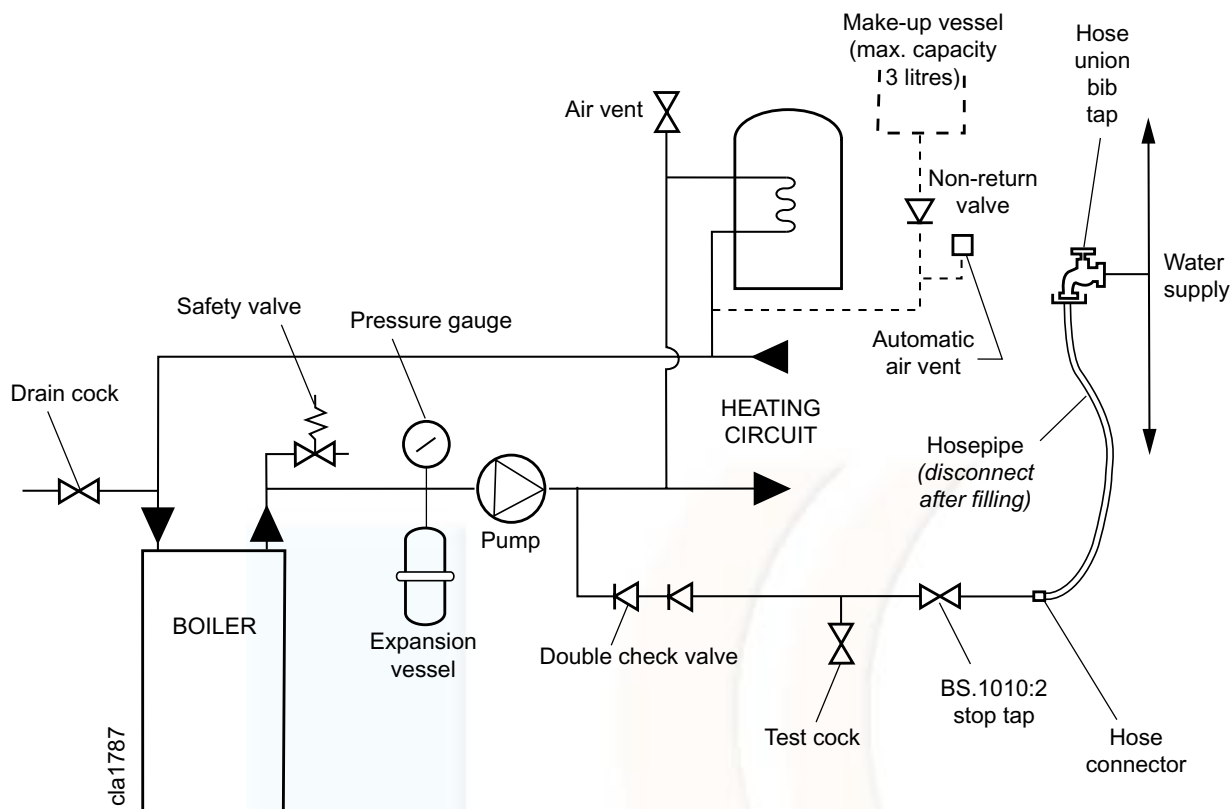 Make-up vessel
(max. capacity
3 litres)
Hose
union
bib
tap
Air vent
Non-return
valve
Water
supply
Safety valve
Pressure gauge
Automatic
air vent
Drain cock
HEATING
CIRCUIT
Hosepipe
(disconnect
after filling)
Pump
BOILER
Expansion
vessel
Double check valve
BS.1010:2
stop tap
Test cock
Hose
connector
cla1787